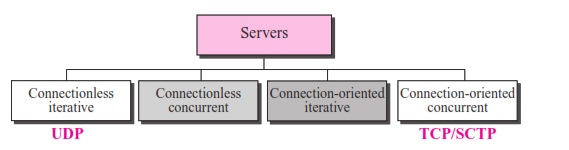 Servers
Connectionless
iterative
Connectionless
concurrent
Connection-oriented
iterative
Connection-oriented
concurrent
UDP
TCP/SCTP